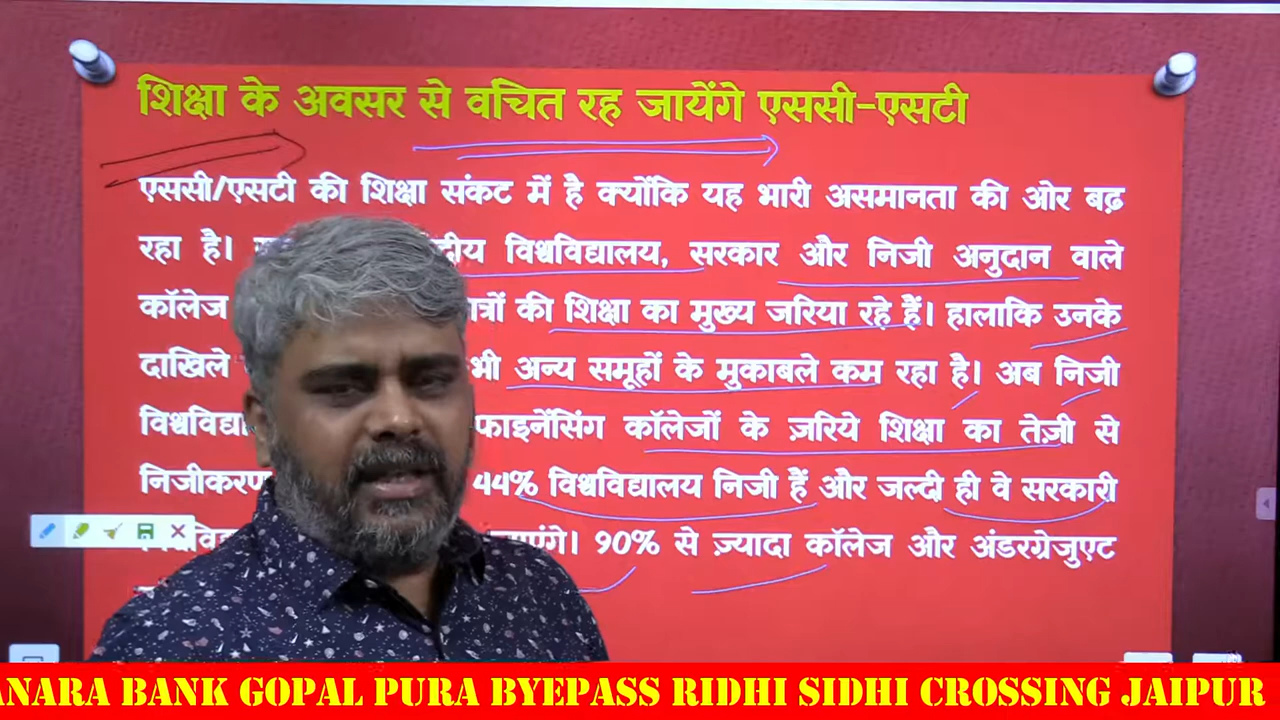 शिक्षा के अवसर से वचित रह जायेंगे एससी-एसटी
एससी/एसटी की शिक्षा संकट में है क्योंकि यह भारी असमानता की ओर बढ़
रहा है। विश्वविद्यालय, सरकार और निजी अनुदान वाले
कॉलेज की शिक्षा का मुख्य जरिया रहे हैं। हालाकि उनके
दाखिले भी अन्य समूहों के मुकाबले कम रहा है। अब निजी
फाइनेंसिंग कॉलेजों के ज़रिये शिक्षा का तेज़ी से
44% विश्वविद्यालय निजी हैं और जल्दी ही वे सरकारी
90% से ज़्यादा कॉलेज और अंडरग्रेजुएट
BANK GOPAL PURA BYEPASS RIDHI SIDHI CROSSING JAIPUR